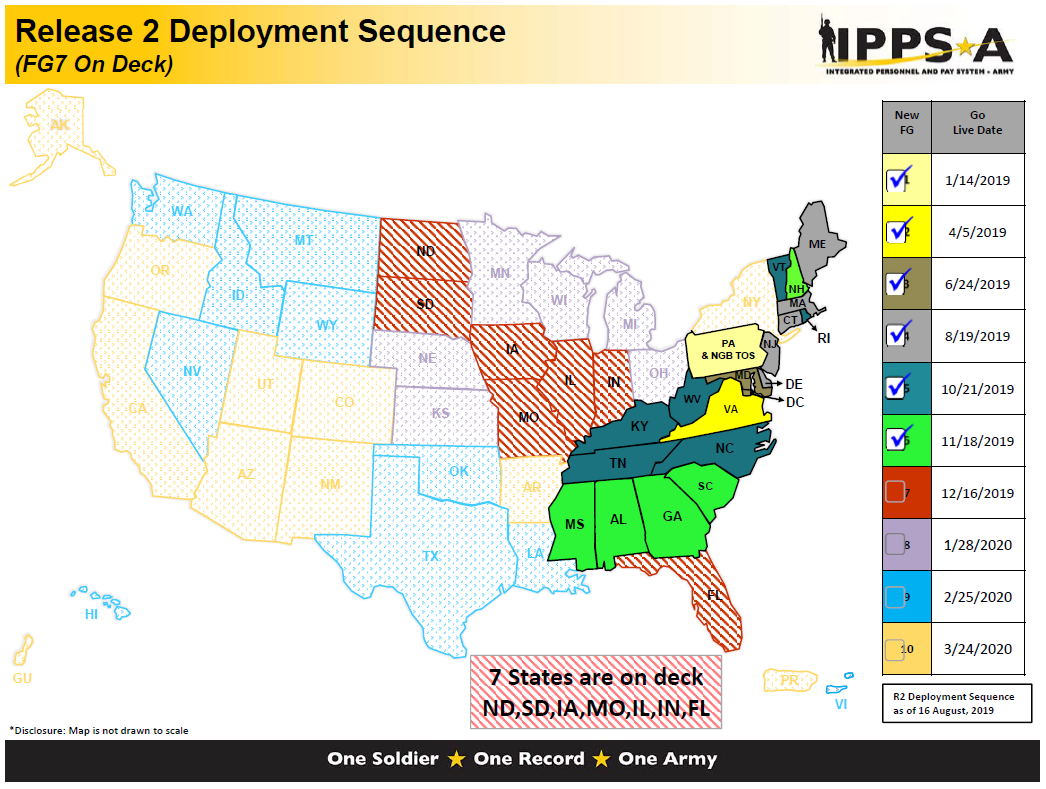 Release 2 Deployment Sequence
(FG7 On Deck)
IPPS★A
INTEGRATED PERSONNEL AND PAY SYSTEM - ARMY
New FG
Go Live Date
1 1/14/2019
2 4/5/2019
3 6/24/2019
4 8/19/2019
5 10/21/2019
6 11/18/2019
7 12/16/2019
8 1/28/2020
9 2/25/2020
10 3/24/2020
R2 Deployment Sequence
as of 16 August, 2019
AK
WA
MT
ND
MN
ME
OR
ID
SD
WI
MI
NY
VT
NH
MA
CT
RI
WY
NE
IA
IL
IN
OH
PA
& NGB TOS
NJ
MD
DE
DC
NV
UT
CO
KS
MO
KY
WV
VA
CA
AZ
NM
OK
AR
TN
NC
SC
TX
LA
MS
AL
GA
FL
HI
GU
PR
VI
7 States are on deck
ND,SD,IA,MO,IL,IN,FL
*Disclosure: Map is not drawn to scale
One Soldier ★ One Record ★ One Army